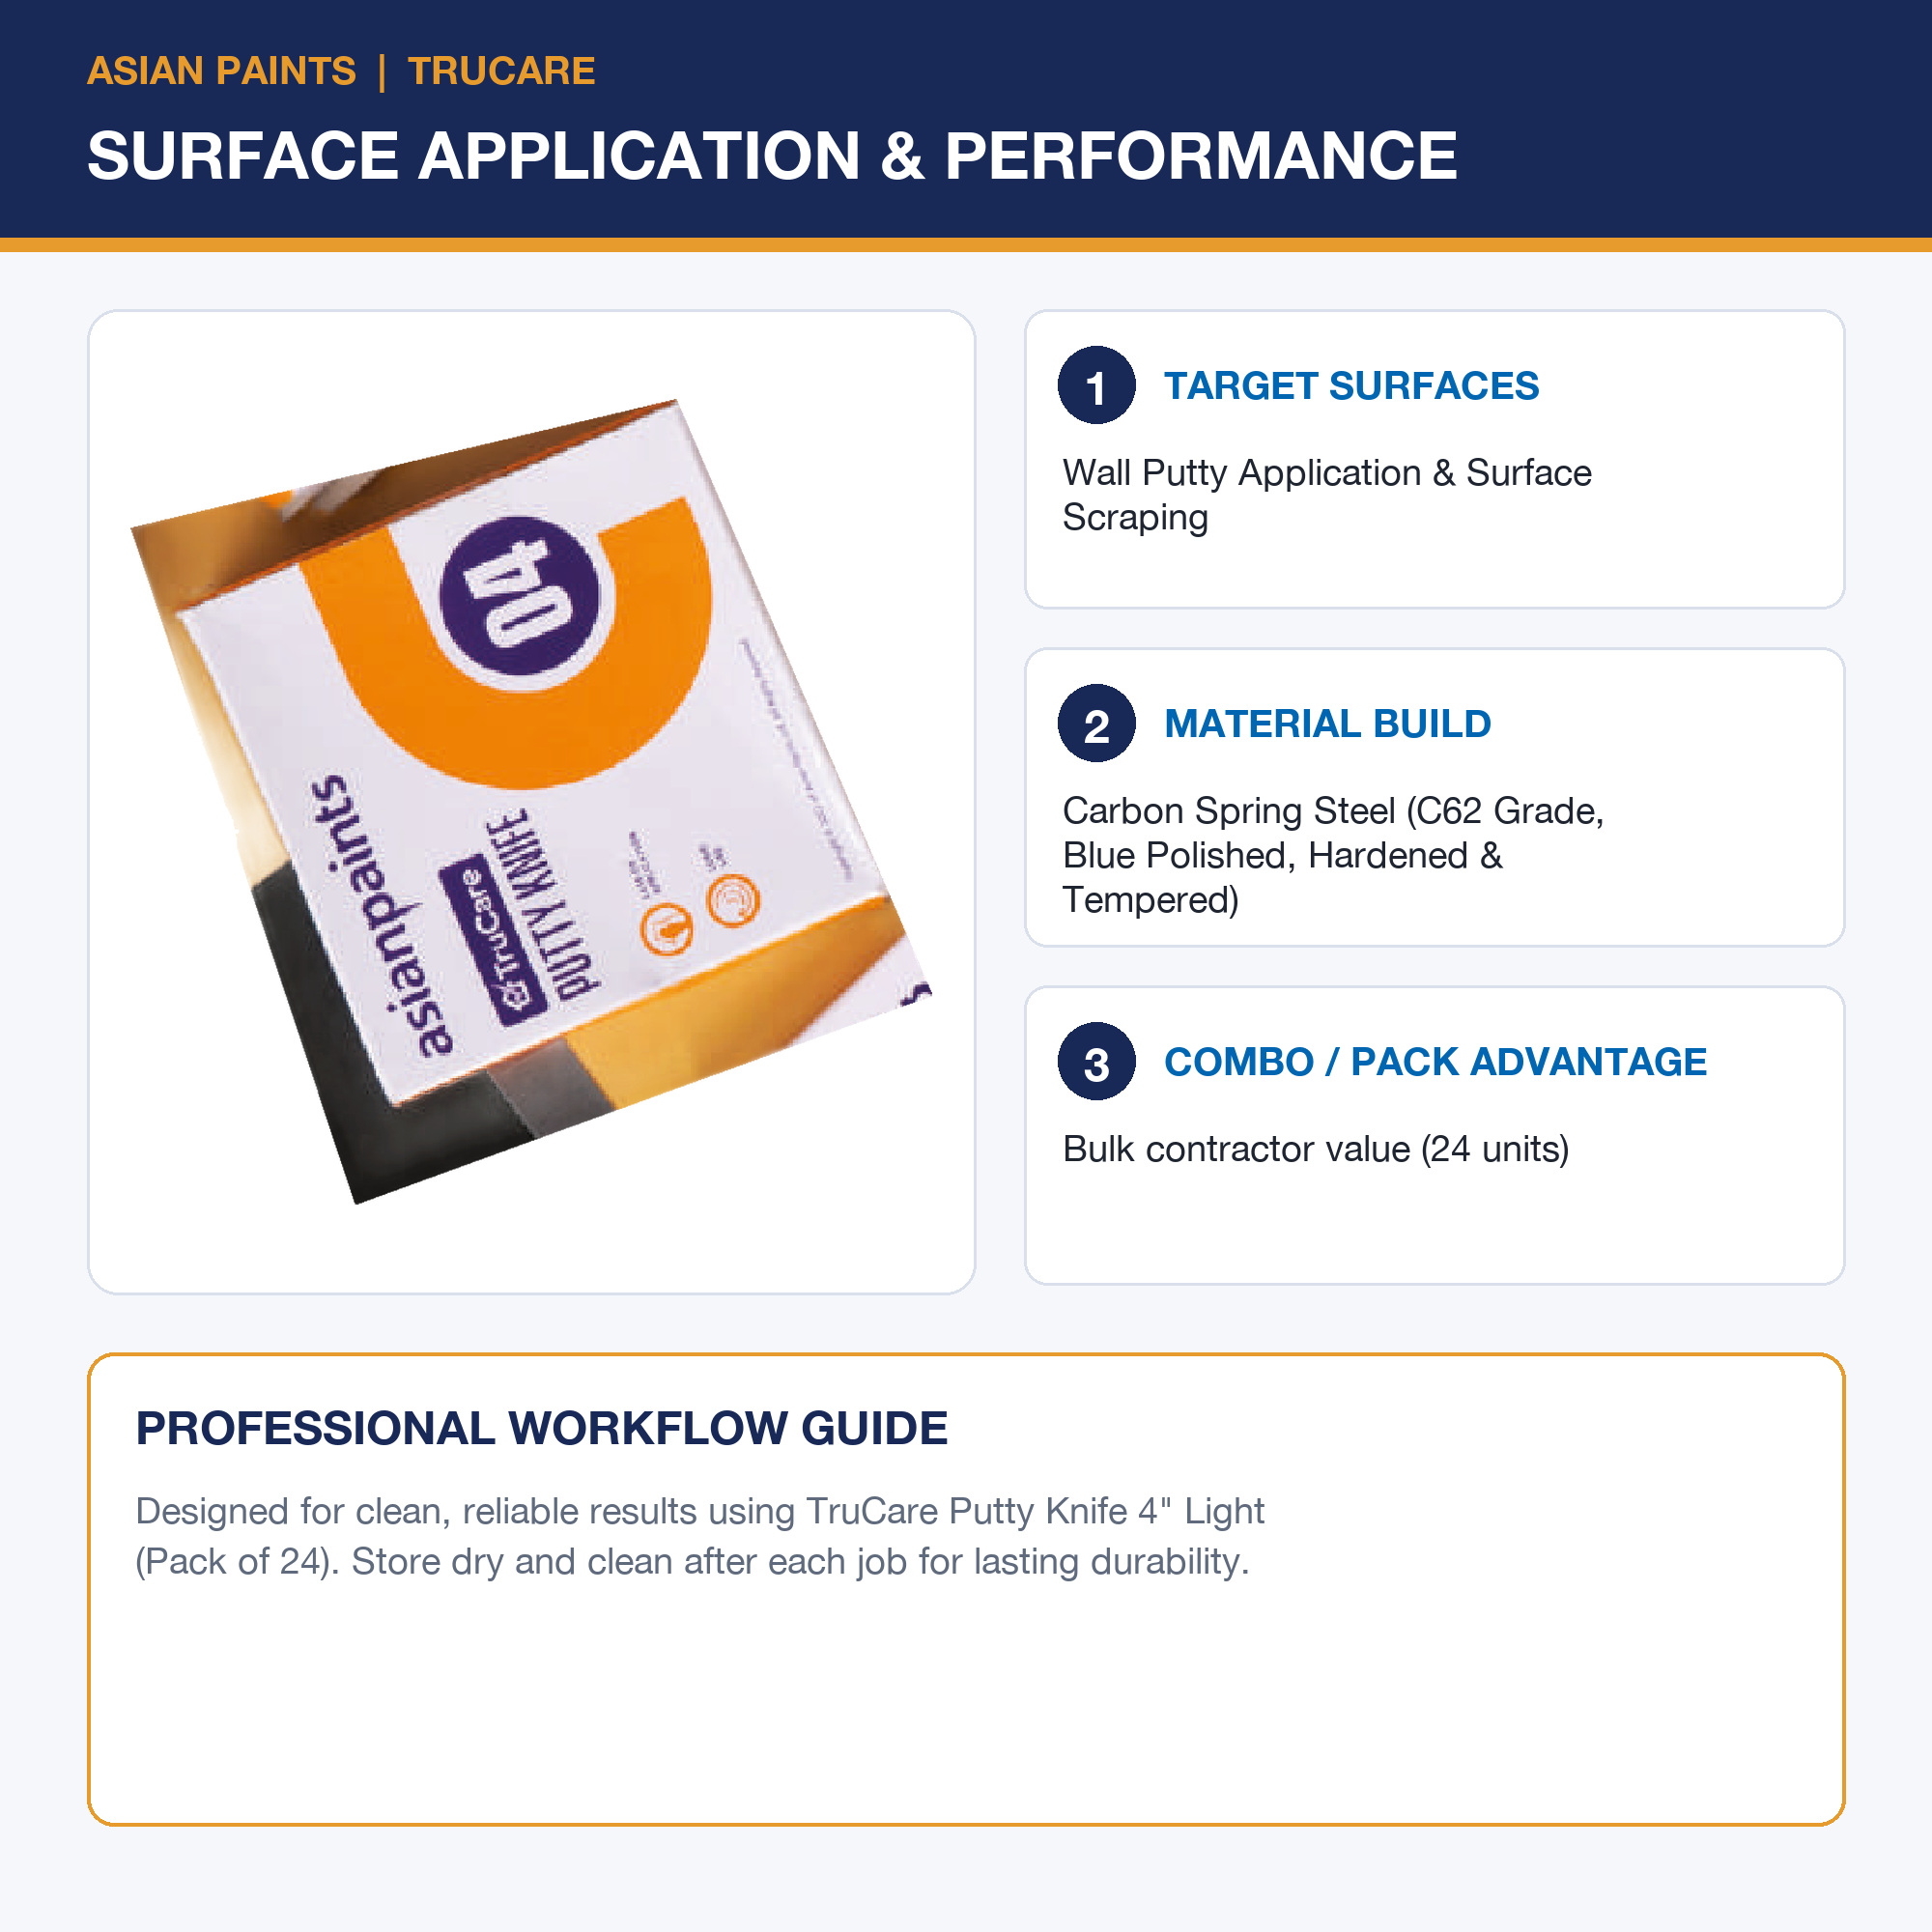 ASIAN PAINTS | TRUCARE
SURFACE APPLICATION & PERFORMANCE
04
asianpaints
TruCare
PUTTY KNIFE
1 TARGET SURFACES
Wall Putty Application & Surface
Scraping
2 MATERIAL BUILD
Carbon Spring Steel (C62 Grade,
Blue Polished, Hardened &
Tempered)
3 COMBO / PACK ADVANTAGE
Bulk contractor value (24 units)
PROFESSIONAL WORKFLOW GUIDE
Designed for clean, reliable results using TruCare Putty Knife 4" Light
(Pack of 24). Store dry and clean after each job for lasting durability.